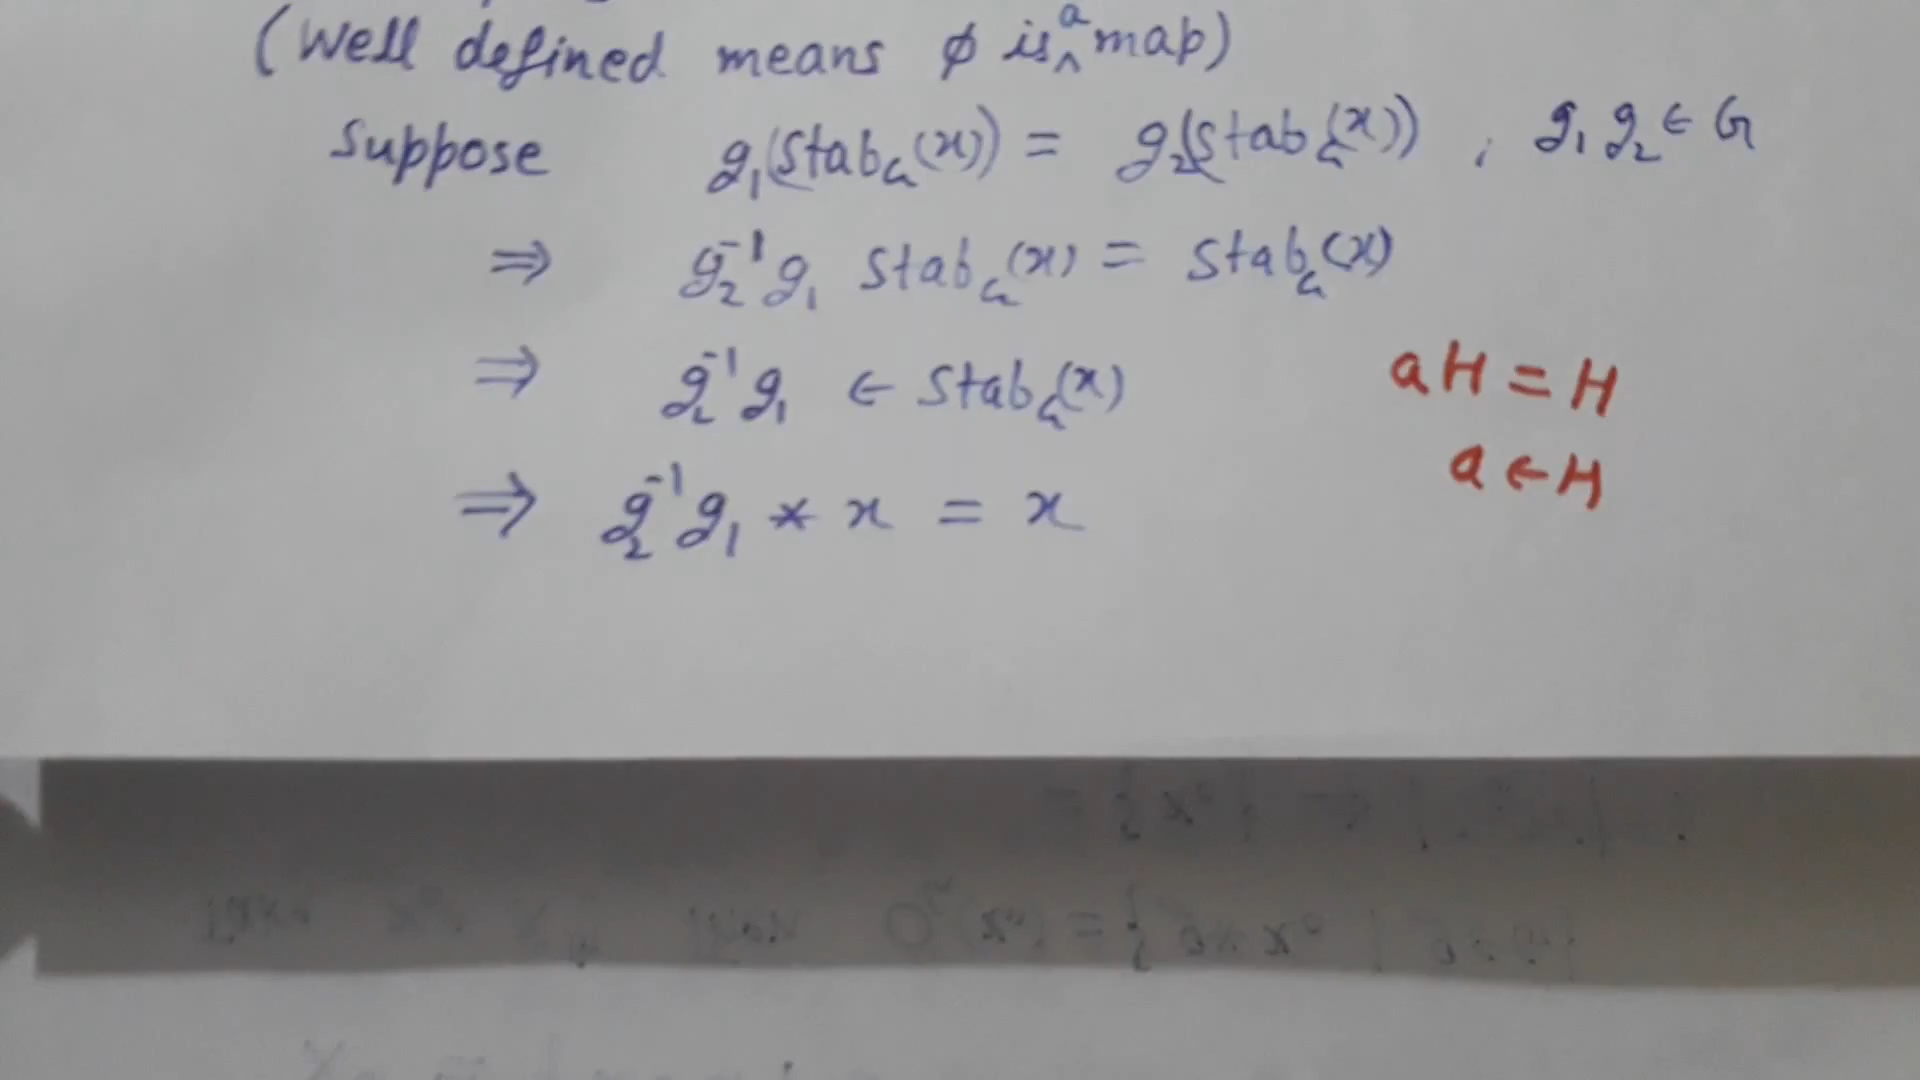 (Well defined means φ is a map)
Suppose g₁(Stab_G(x)) = g₂(Stab_G(x)) , g₁ g₂ ∈ G
⇒ g₂⁻¹g₁ Stab_G(x) = Stab_G(x)
⇒ g₂⁻¹g₁ ∈ Stab_G(x)
aH = H
a ∈ H
⇒ g₂⁻¹g₁ * x = x